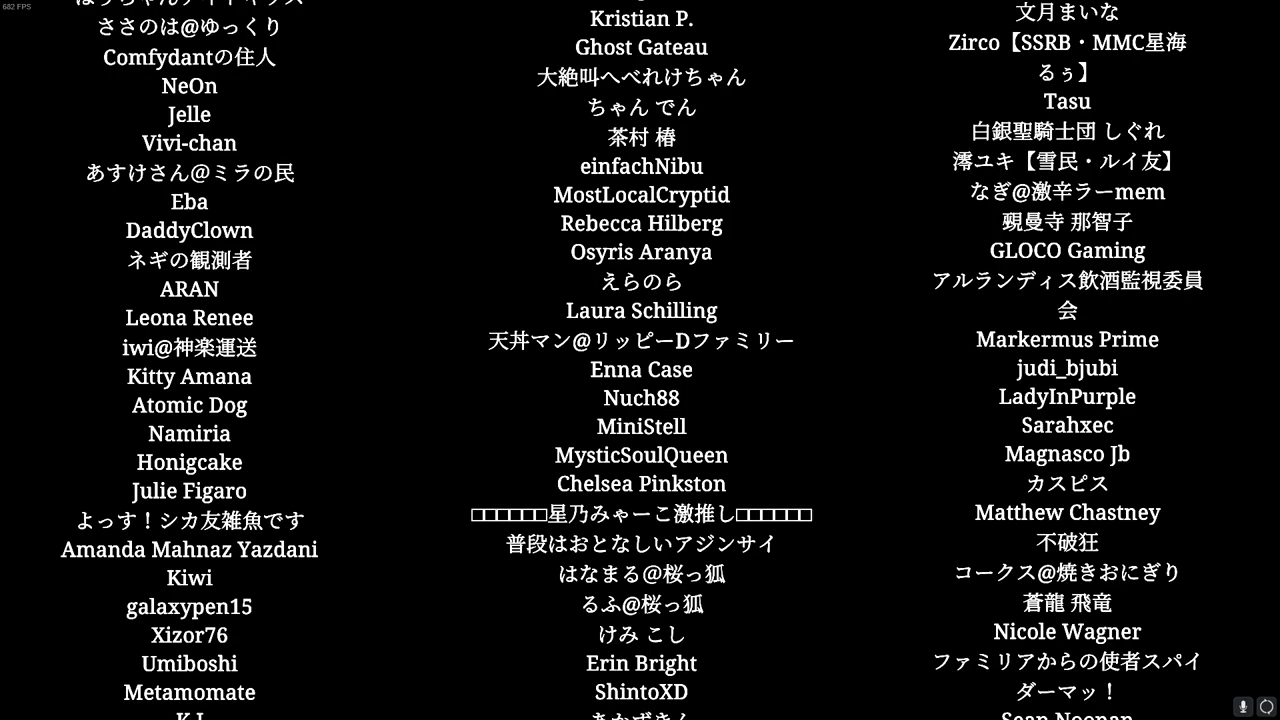 682 FPS
ささのは@ゆっくり
Comfydantの住人
NeOn
Jelle
Vivi-chan
あすけさん@ミラの民
Eba
DaddyClown
ネギの観測者
ARAN
Leona Renee
iwi@神楽運送
Kitty Amana
Atomic Dog
Namiria
Honigcake
Julie Figaro
よっす！シカ友雑魚です
Amanda Mahnaz Yazdani
Kiwi
galaxypen15
Xizor76
Umiboshi
Metamomate
Kristian P.
Ghost Gateau
大絶叫へべれけちゃん
ちゃん でん
茶村 椿
einfachNibu
MostLocalCryptid
Rebecca Hilberg
Osyris Aranya
えらのら
Laura Schilling
天丼マン@リッピーDファミリー
Enna Case
Nuch88
MiniStell
MysticSoulQueen
Chelsea Pinkston
□□□□□□星乃みゃーこ激推し□□□□□□
普段はおとなしいアジンサイ
はなまる@桜っ狐
るふ@桜っ狐
けみ こし
Erin Bright
ShintoXD
文月まいな
Zirco【SSRB・MMC星海
るぅ】
Tasu
白銀聖騎士団 しぐれ
澪ユキ【雪民・ルイ友】
なぎ@激辛ラーmem
覡曼寺 那智子
GLOCO Gaming
アルランディス飲酒監視委員
会
Markermus Prime
judi_bjubi
LadyInPurple
Sarahxec
Magnasco Jb
カスピス
Matthew Chastney
不破狂
コークス@焼きおにぎり
蒼龍 飛竜
Nicole Wagner
ファミリアからの使者スパイ
ダーマッ！
Sean Noonan